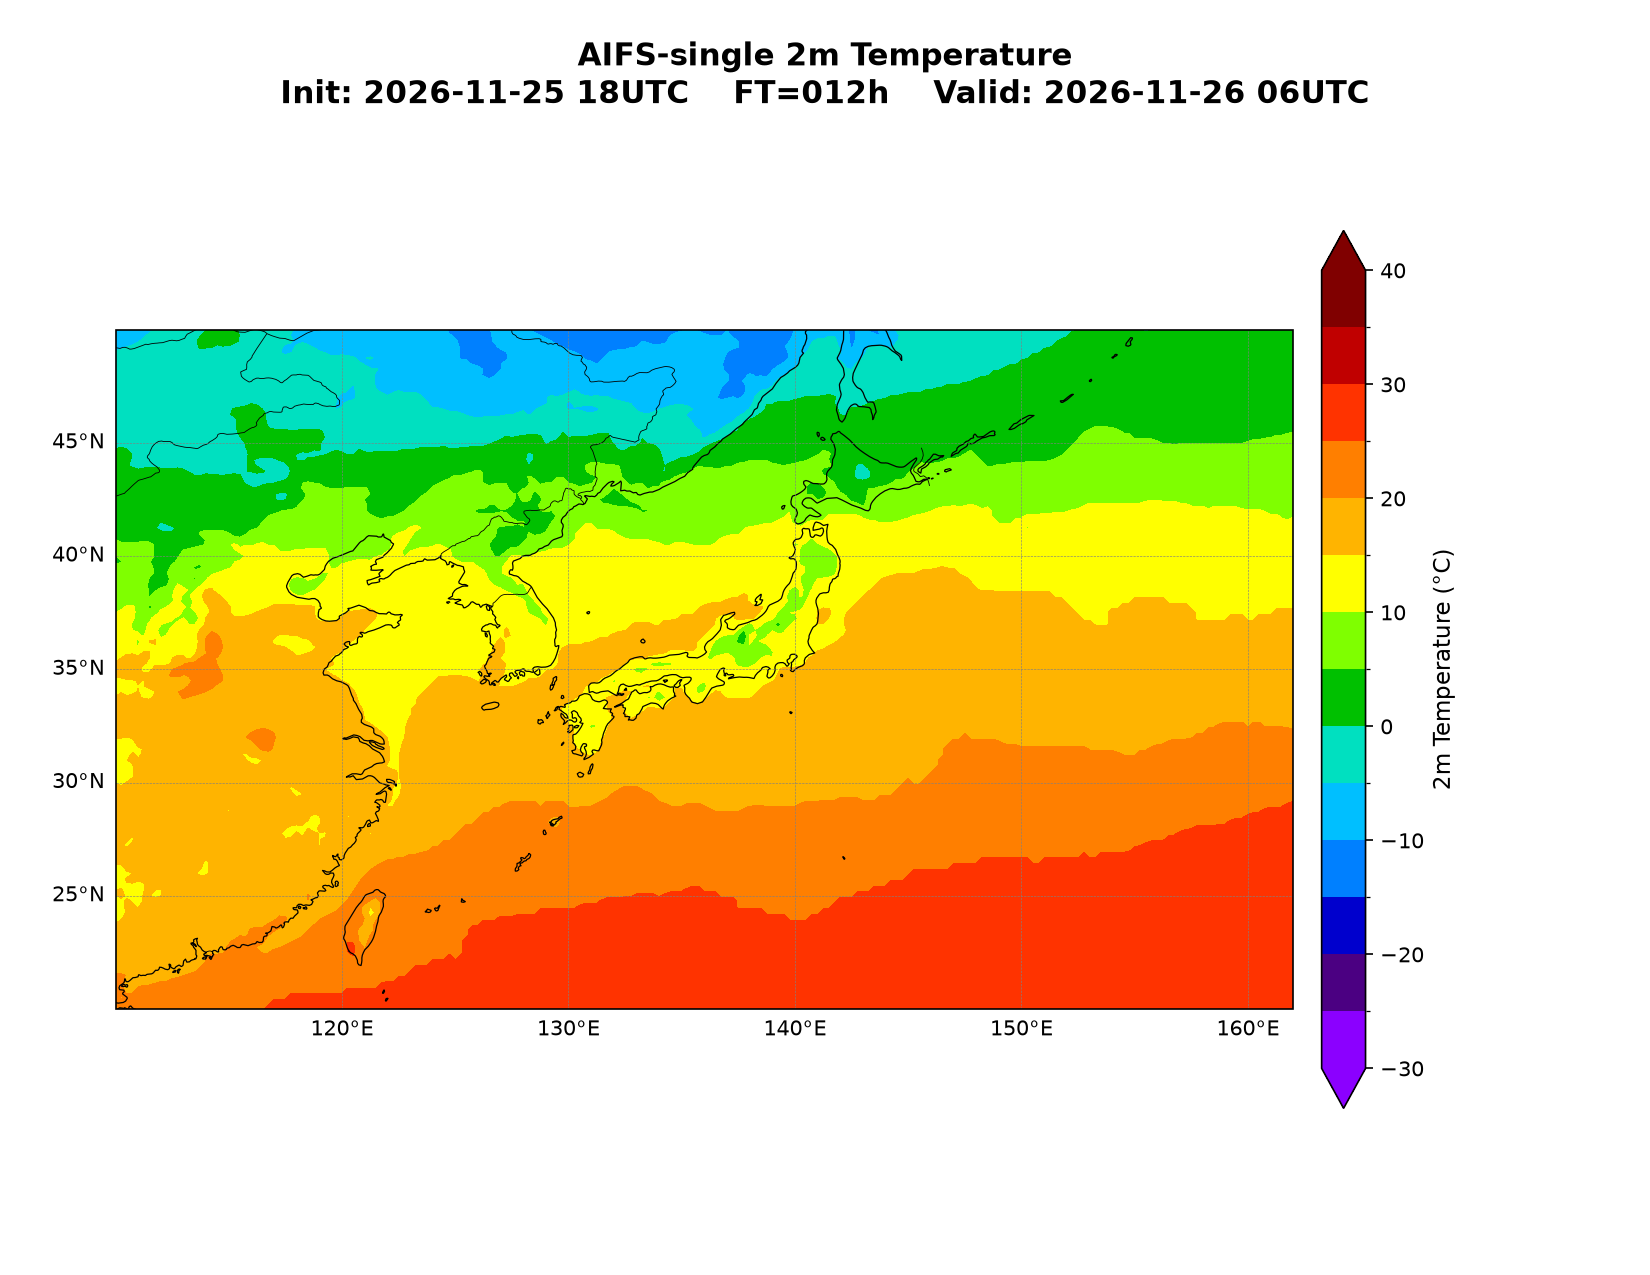 AIFS-single 2m Temperature
Init: 2026-11-25 18UTC    FT=012h    Valid: 2026-11-26 06UTC
45°N
40°N
35°N
30°N
25°N
120°E
130°E
140°E
150°E
160°E
40
30
20
10
0
−10
−20
−30
2m Temperature (°C)